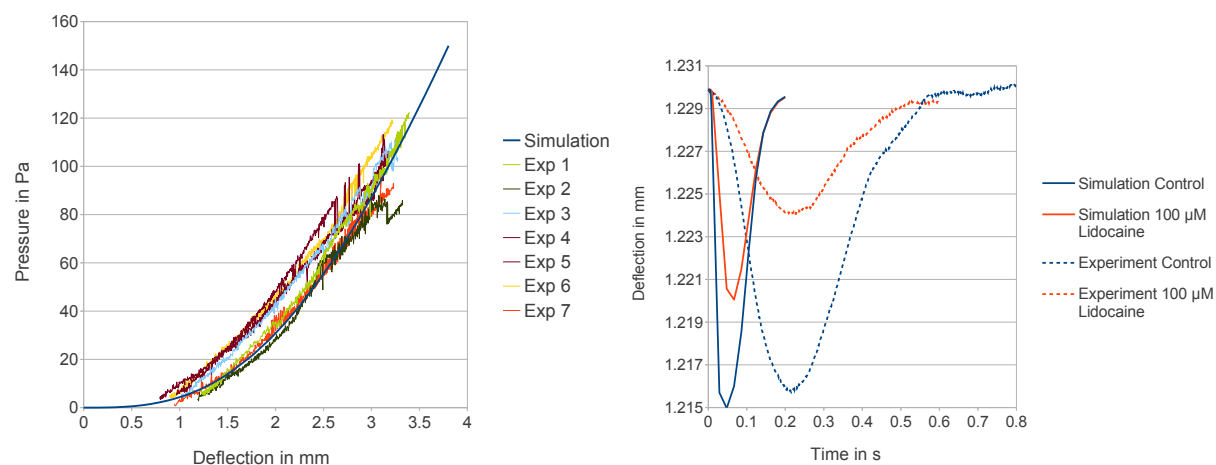 160
140
120
100
80
60
40
20
0
Pressure in Pa
0 0.5 1 1.5 2 2.5 3 3.5 4
Deflection in mm
Simulation
Exp 1
Exp 2
Exp 3
Exp 4
Exp 5
Exp 6
Exp 7
1.231
1.229
1.227
1.225
1.223
1.221
1.219
1.217
1.215
Deflection in mm
0 0.1 0.2 0.3 0.4 0.5 0.6 0.7 0.8
Time in s
Simulation Control
Simulation 100 µM
Lidocaine
Experiment Control
Experiment 100 µM
Lidocaine